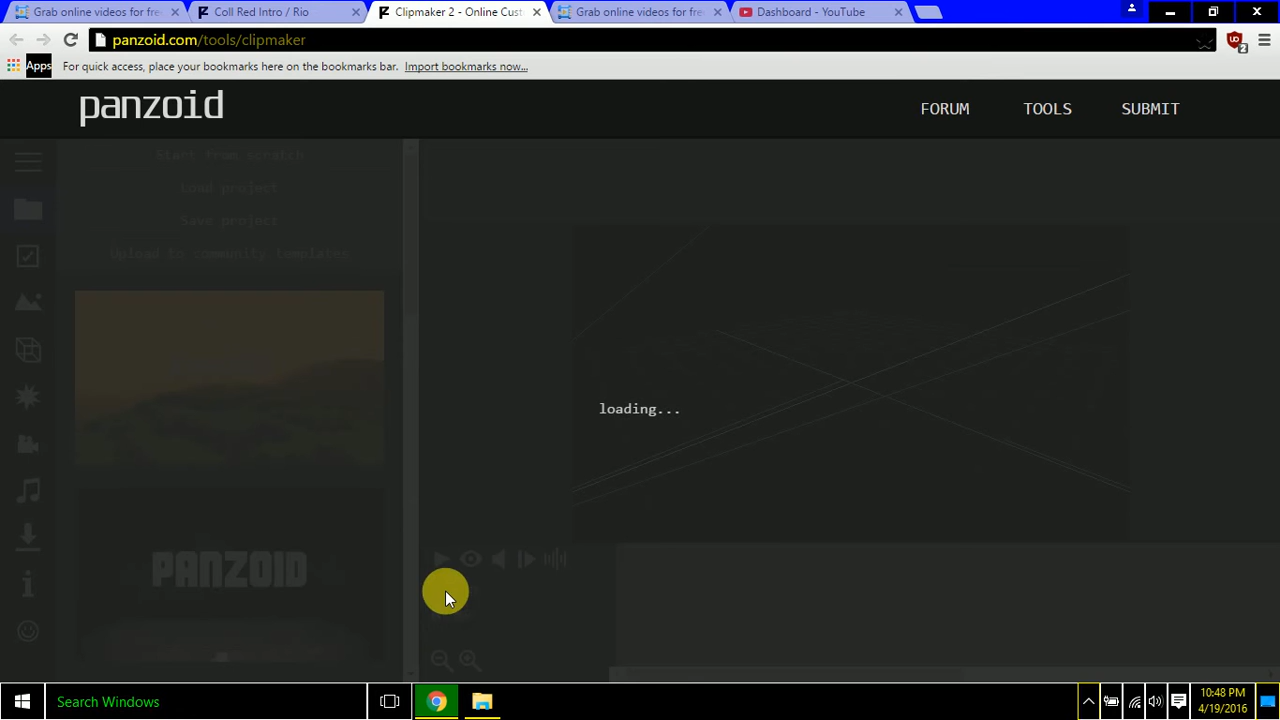 Grab online videos for fre
Coll Red Intro / Rio
Clipmaker 2 - Online Cust
Grab online videos for fre
Dashboard - YouTube
panzoid.com/tools/clipmaker
2
Apps
For quick access, place your bookmarks here on the bookmarks bar. Import bookmarks now...
panzoid
FORUM
TOOLS
SUBMIT
Start from scratch
Load project
Save project
Upload to community templates
loading...
PANZOID
Search Windows
10:48 PM
4/19/2016